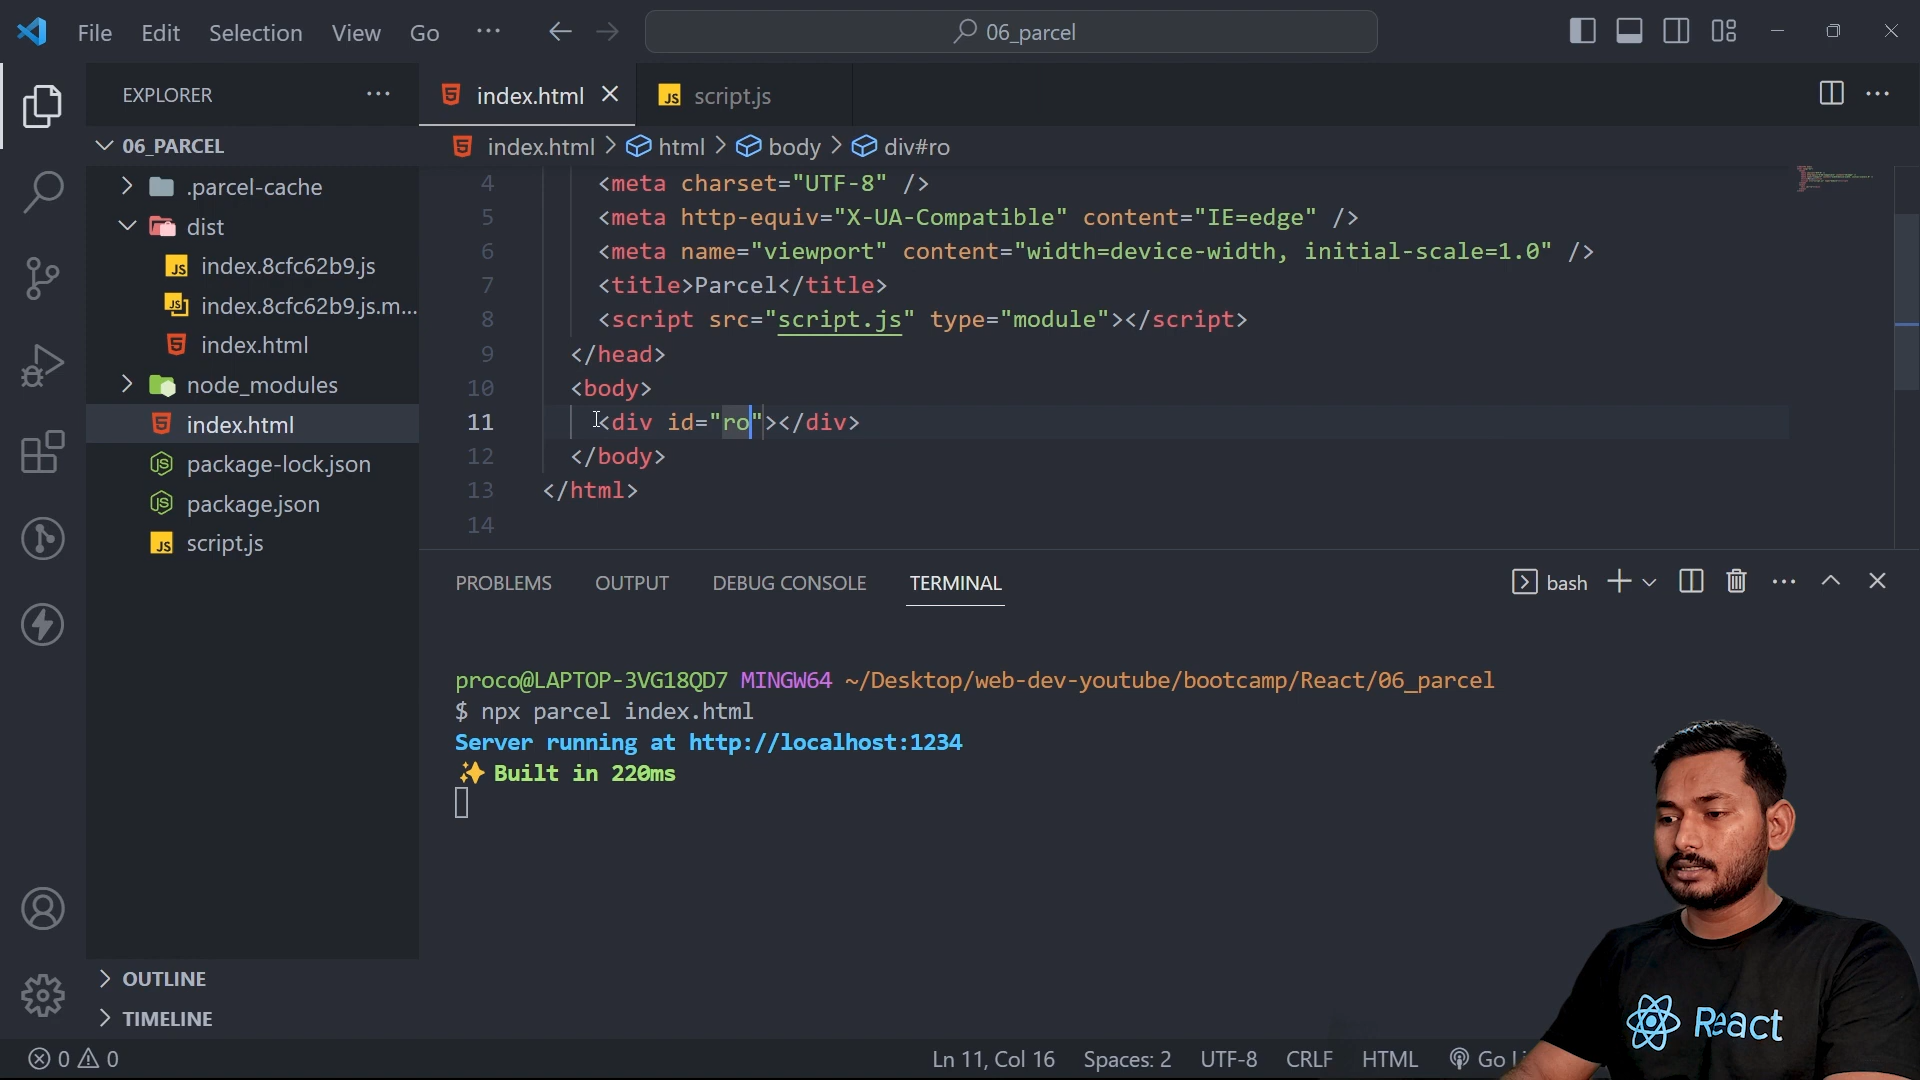 File Edit Selection View Go ··· 06_parcel
EXPLORER ···
06_PARCEL
.parcel-cache
dist
index.8cfc62b9.js
index.8cfc62b9.js.m...
index.html
node_modules
index.html
package-lock.json
package.json
script.js
OUTLINE
TIMELINE
index.html script.js
index.html > html > body > div#ro
4 <meta charset="UTF-8" />
5 <meta http-equiv="X-UA-Compatible" content="IE=edge" />
6 <meta name="viewport" content="width=device-width, initial-scale=1.0" />
7 <title>Parcel</title>
8 <script src="script.js" type="module"></script>
9 </head>
10 <body>
11 <div id="ro"></div>
12 </body>
13 </html>
14
PROBLEMS OUTPUT DEBUG CONSOLE TERMINAL bash
proco@LAPTOP-3VG18QD7 MINGW64 ~/Desktop/web-dev-youtube/bootcamp/React/06_parcel
$ npx parcel index.html
Server running at http://localhost:1234
✨ Built in 220ms
React
0 0 Ln 11, Col 16 Spaces: 2 UTF-8 CRLF HTML Go